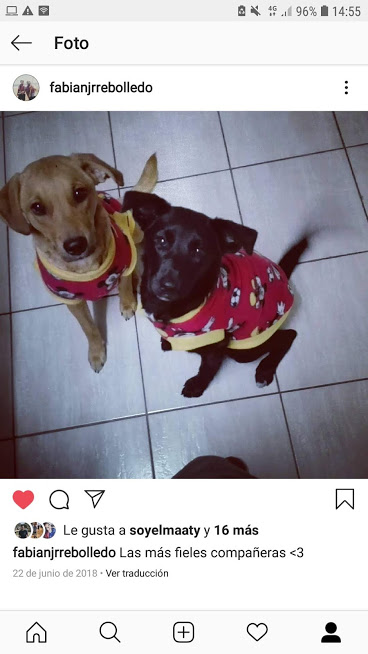 4G 96% 14:55
Foto
fabianjrrebolledo
Le gusta a soyelmaaty y 16 más
fabianjrrebolledo Las más fieles compañeras <3
22 de junio de 2018 • Ver traducción